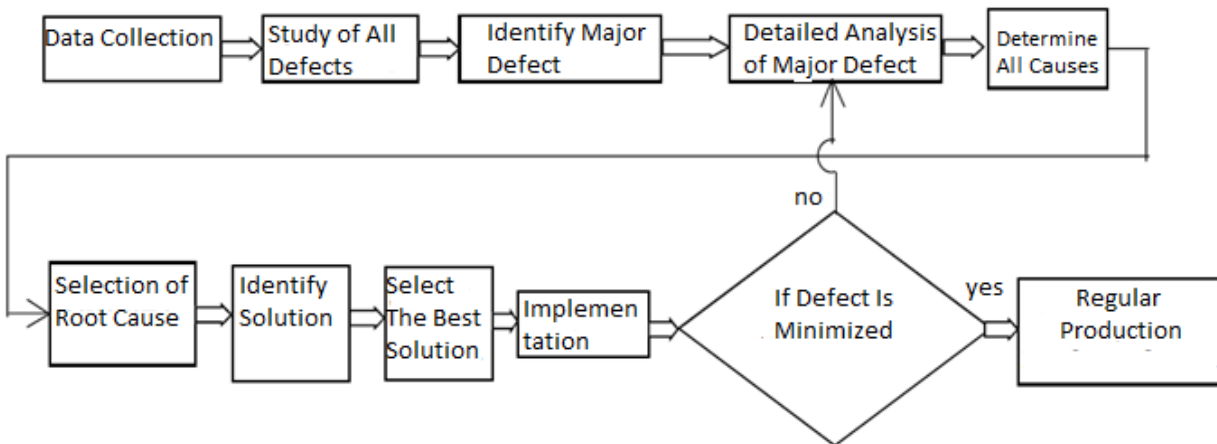 Data Collection
Study of All
Defects
Identify Major
Defect
Detailed Analysis
of Major Defect
Determine
All Causes
Selection of
Root Cause
Identify
Solution
Select
The Best
Solution
Implemen
tation
If Defect Is
Minimized
no
yes
Regular
Production